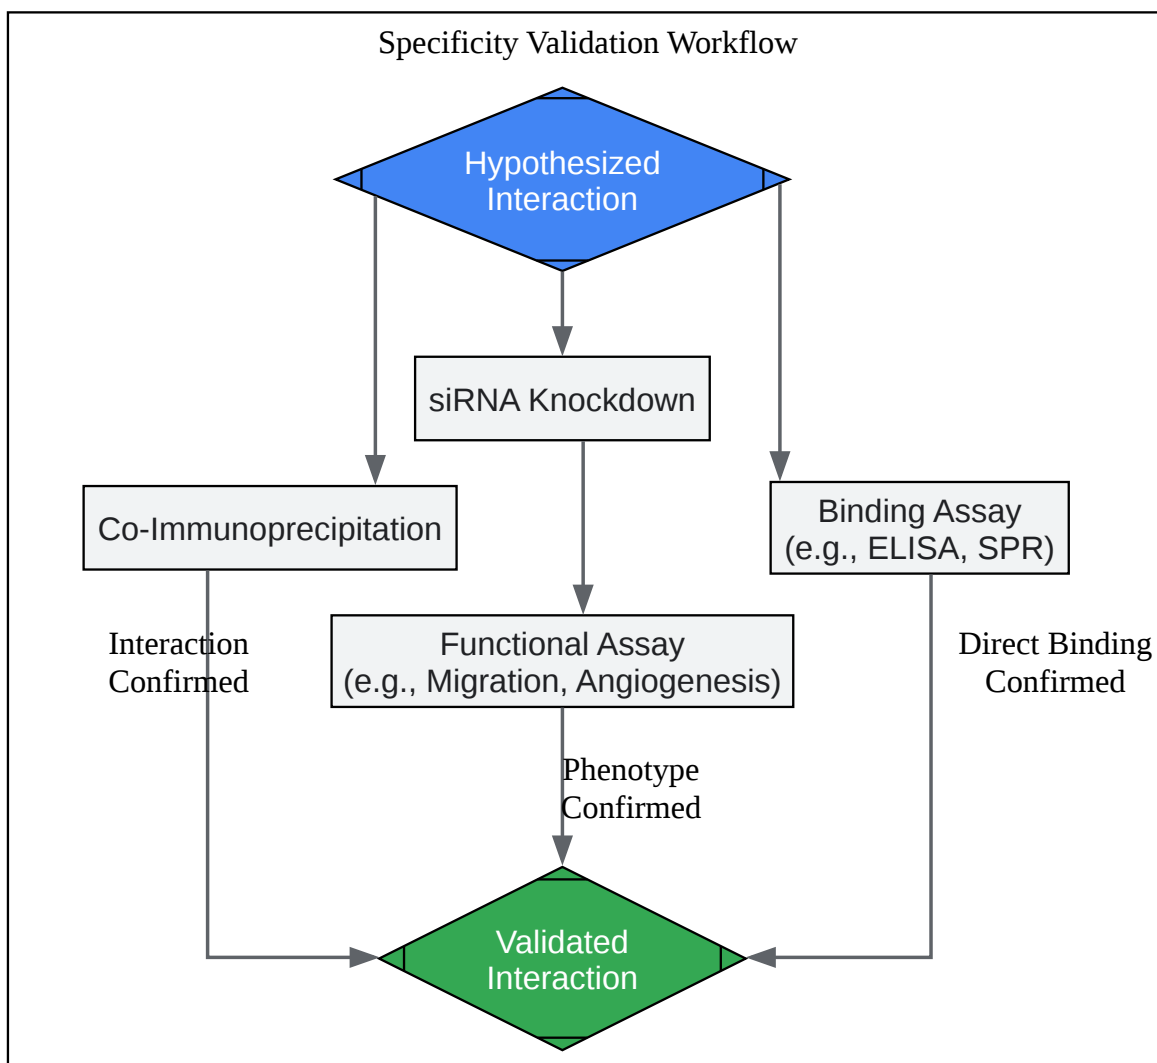 Specificity Validation Workflow
Hypothesized
Interaction
siRNA Knockdown
Co-Immunoprecipitation
Binding Assay
(e.g., ELISA, SPR)
Interaction
Confirmed
Functional Assay
(e.g., Migration, Angiogenesis)
Direct Binding
Confirmed
Phenotype
Confirmed
Validated
Interaction